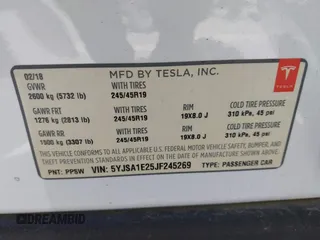 02/18 MFD BY TESLA, INC. TESLA
GVWR WITH TIRES
2600 kg (5732 lb) 245/45R19
GAWR FRT WITH TIRES RIM COLD TIRE PRESSURE
1276 kg (2813 lb) 245/45R19 19X8.0 J 310 kPa, 45 psi
GAWR RR WITH TIRES RIM COLD TIRE PRESSURE
1500 kg (3307 lb) 245/45R19 19X8.0 J 310 kPa, 45 psi
THIS VEHICLE CONFORMS TO ALL APPLICABLE FEDERAL MOTOR VEHICLE SAFETY,
BUMPER, AND THEFT PREVENTION STANDARDS IN EFFECT ON THE DATE OF
MANUFACTURE SHOWN ABOVE.
PNT: PPSW VIN: 5YJSA1E25JF245269 TYPE: PASSENGER CAR
DREAMBID